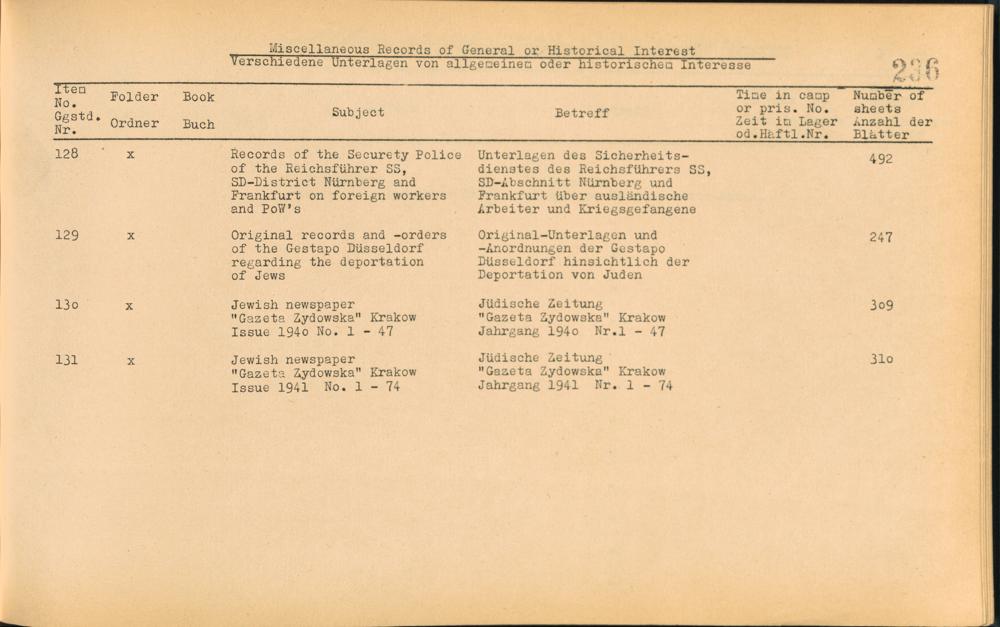 Miscellaneous Records of General or Historical Interest
Verschiedene Unterlagen von allgemeinem oder historischem Interesse
236
Item No. Ggstd. Nr.
Folder Ordner
Book Buch
Subject
Betreff
Time in camp or pris. No. Zeit im Lager od.Häftl.Nr.
Number of sheets Anzahl der Blätter
128 x
Records of the Securety Police
of the Reichsführer SS,
SD-District Nürnberg and
Frankfurt on foreign workers
and PoW's
Unterlagen des Sicherheits-
dienstes des Reichsführers SS,
SD-Abschnitt Nürnberg und
Frankfurt über ausländische
Arbeiter und Kriegsgefangene
492
129 x
Original records and -orders
of the Gestapo Düsseldorf
regarding the deportation
of Jews
Original-Unterlagen und
-Anordnungen der Gestapo
Düsseldorf hinsichtlich der
Deportation von Juden
247
13o x
Jewish newspaper
"Gazeta Zydowska" Krakow
Issue 194o No. 1 - 47
Jüdische Zeitung
"Gazeta Zydowska" Krakow
Jahrgang 194o Nr.1 - 47
3o9
131 x
Jewish newspaper
"Gazeta Zydowska" Krakow
Issue 1941 No. 1 - 74
Jüdische Zeitung
"Gazeta Zydowska" Krakow
Jahrgang 1941 Nr. 1 - 74
31o